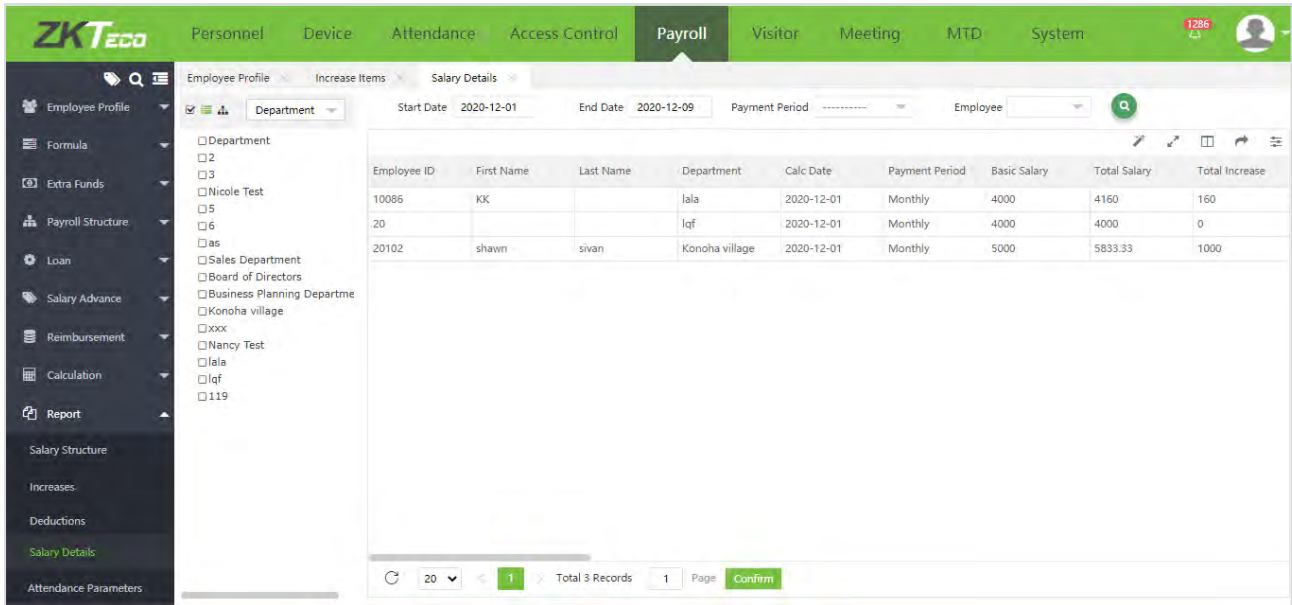 ZKTeco Personnel Device Attendance Access Control Payroll Visitor Meeting MTD System 1286
Employee Profile Increase Items Salary Details
Employee Profile
Formula
Extra Funds
Payroll Structure
Loan
Salary Advance
Reimbursement
Calculation
Report
Salary Structure
Increases
Deductions
Salary Details
Attendance Parameters
Department
Department
2
3
Nicole Test
5
6
as
Sales Department
Board of Directors
Business Planning Departme
Konoha village
xxx
Nancy Test
lala
lqf
119
Start Date 2020-12-01 End Date 2020-12-09 Payment Period ---------- Employee
Employee ID First Name Last Name Department Calc Date Payment Period Basic Salary Total Salary Total Increase
10086 KK lala 2020-12-01 Monthly 4000 4160 160
20 lqf 2020-12-01 Monthly 4000 4000 0
20102 shawn sivan Konoha village 2020-12-01 Monthly 5000 5833.33 1000
20 < 1 > Total 3 Records 1 Page Confirm